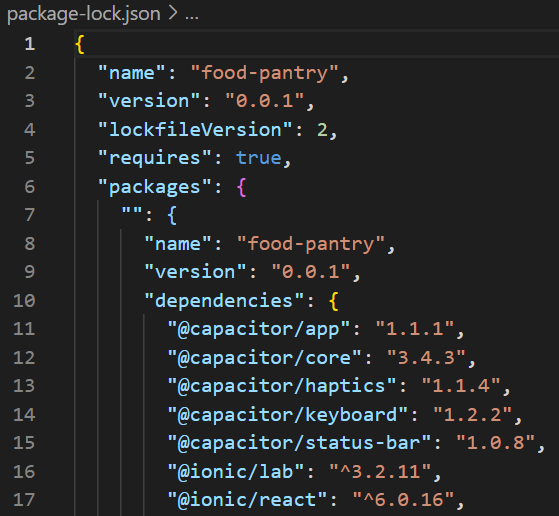 package-lock.json > ...
1 {
2 "name": "food-pantry",
3 "version": "0.0.1",
4 "lockfileVersion": 2,
5 "requires": true,
6 "packages": {
7 "": {
8 "name": "food-pantry",
9 "version": "0.0.1",
10 "dependencies": {
11 "@capacitor/app": "1.1.1",
12 "@capacitor/core": "3.4.3",
13 "@capacitor/haptics": "1.1.4",
14 "@capacitor/keyboard": "1.2.2",
15 "@capacitor/status-bar": "1.0.8",
16 "@ionic/lab": "^3.2.11",
17 "@ionic/react": "^6.0.16",